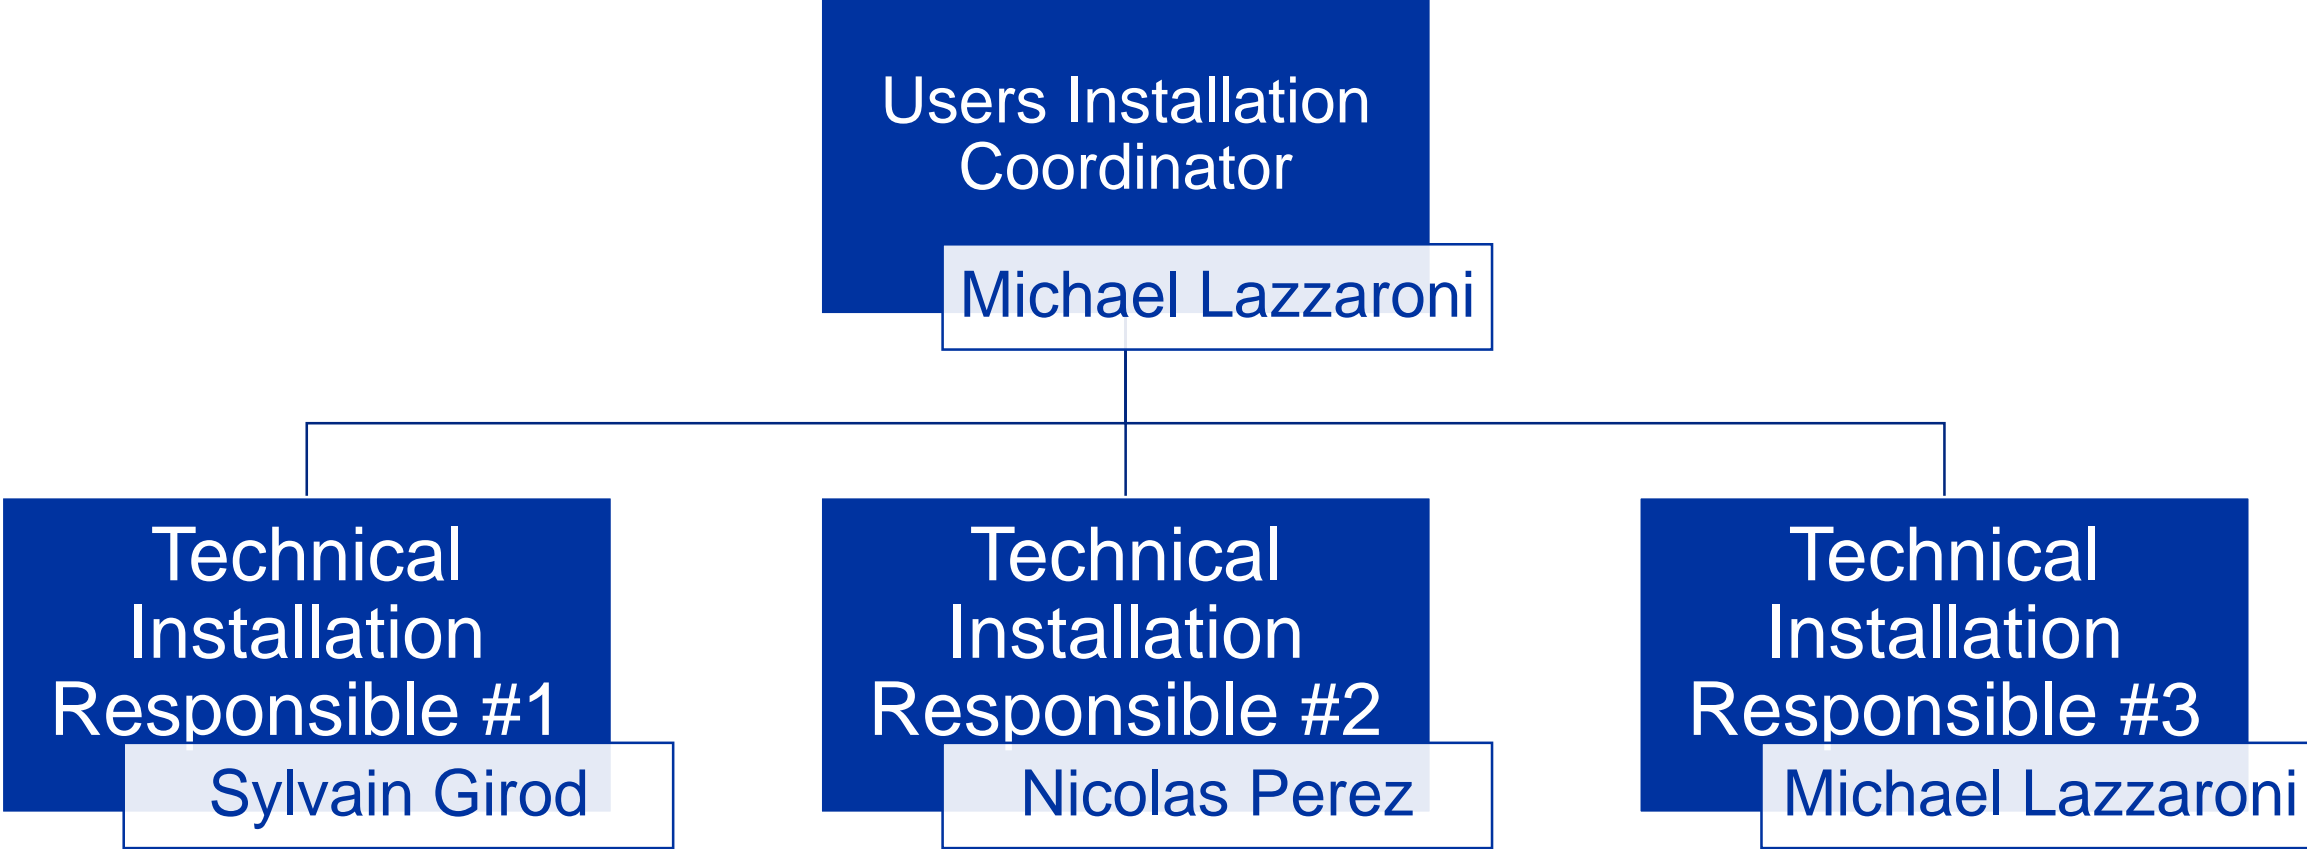 Users Installation
Coordinator
Michael Lazzaroni
Technical
Installation
Responsible #1
Sylvain Girod
Technical
Installation
Responsible #2
Nicolas Perez
Technical
Installation
Responsible #3
Michael Lazzaroni